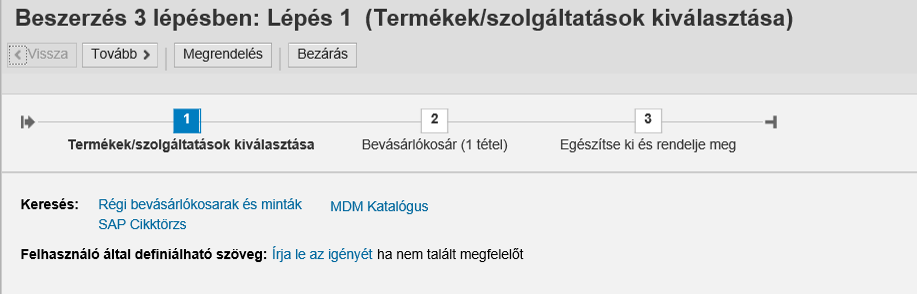 Beszerzés 3 lépésben: Lépés 1 (Termékek/szolgáltatások kiválasztása)
Vissza Tovább Megrendelés Bezárás
1 2 3
Termékek/szolgáltatások kiválasztása Bevásárlókosár (1 tétel) Egészítse ki és rendelje meg
Keresés: Régi bevásárlókosarak és minták MDM Katalógus
SAP Cikktörzs
Felhasználó által definiálható szöveg: Írja le az igényét ha nem talált megfelelőt